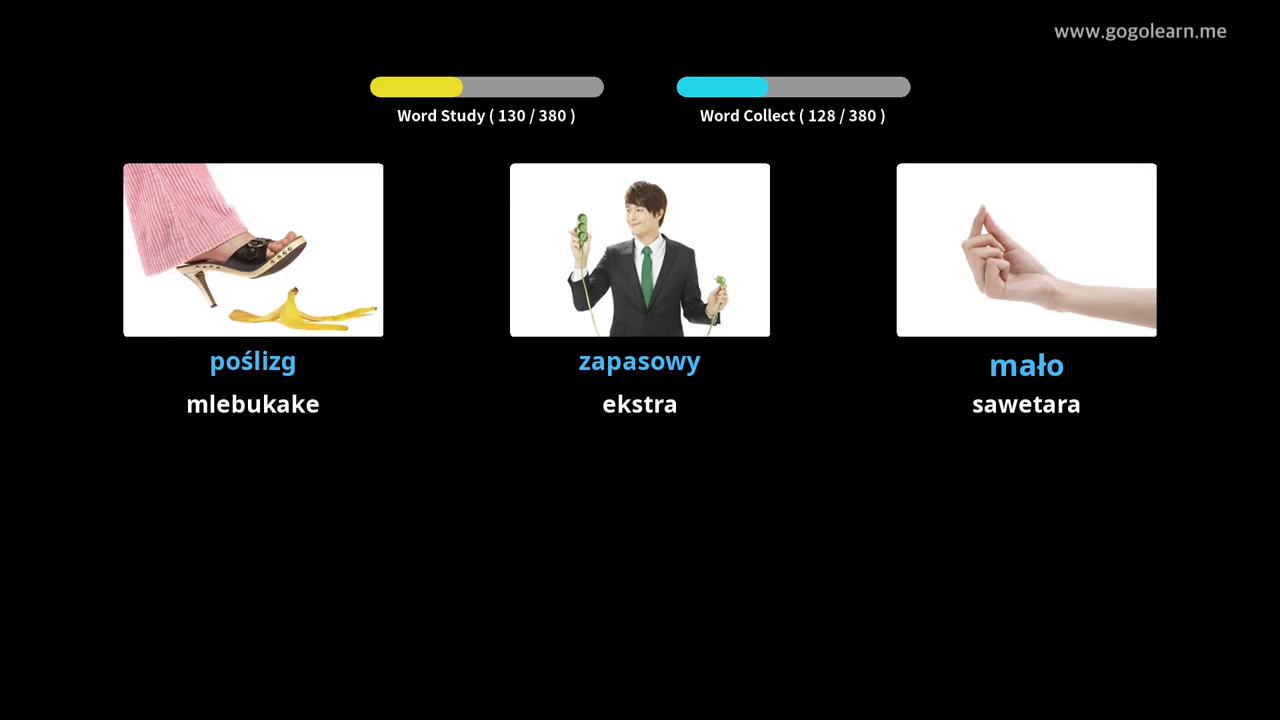 www.gogolearn.me
Word Study ( 130 / 380 )
Word Collect ( 128 / 380 )
poślizg
zapasowy
mało
mlebukake
ekstra
sawetara